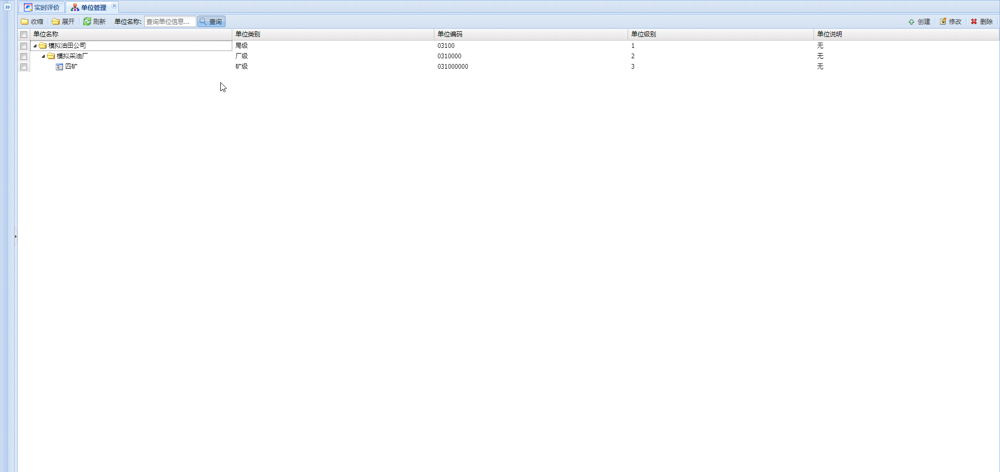 实时评价 单位管理
收缩 展开 刷新 单位名称: 查询单位信息... 查询 创建 修改 删除
单位名称 单位类别 单位编码 单位级别 单位说明
模拟油田公司 局级 03100 1 无
模拟采油厂 厂级 0310000 2 无
四矿 矿级 031000000 3 无